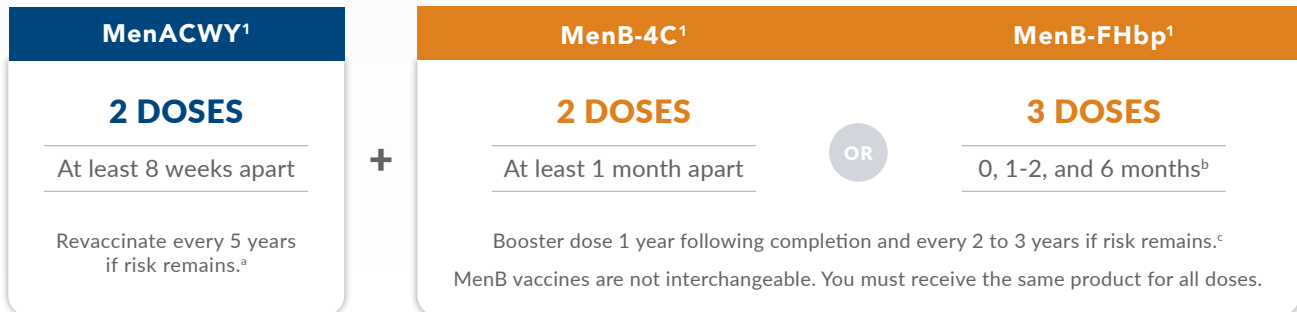 MenACWY¹
2 DOSES
At least 8 weeks apart
Revaccinate every 5 years
if risk remains.ᵃ
+
MenB-4C¹
2 DOSES
At least 1 month apart
OR
MenB-FHbp¹
3 DOSES
0, 1-2, and 6 monthsᵇ
Booster dose 1 year following completion and every 2 to 3 years if risk remains.ᶜ
MenB vaccines are not interchangeable. You must receive the same product for all doses.